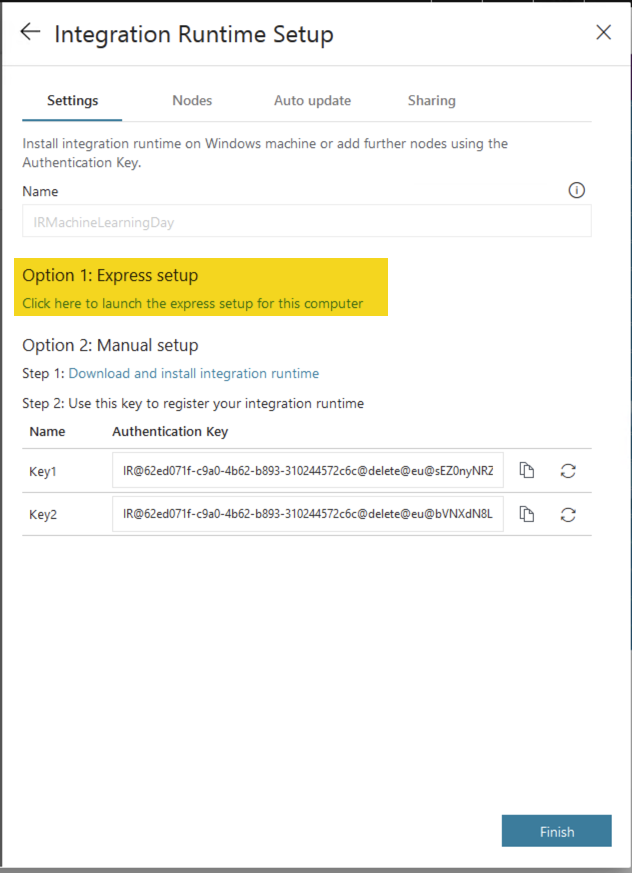 Integration Runtime Setup
Settings Nodes Auto update Sharing
Install integration runtime on Windows machine or add further nodes using the
Authentication Key.
Name
IRMachineLearningDay
Option 1: Express setup
Click here to launch the express setup for this computer
Option 2: Manual setup
Step 1: Download and install integration runtime
Step 2: Use this key to register your integration runtime
Name Authentication Key
Key1 IR@62ed071f-c9a0-4b62-b893-310244572c6c@delete@eu@sEZ0nyNRZ
Key2 IR@62ed071f-c9a0-4b62-b893-310244572c6c@delete@eu@bVNXdN8L
Finish